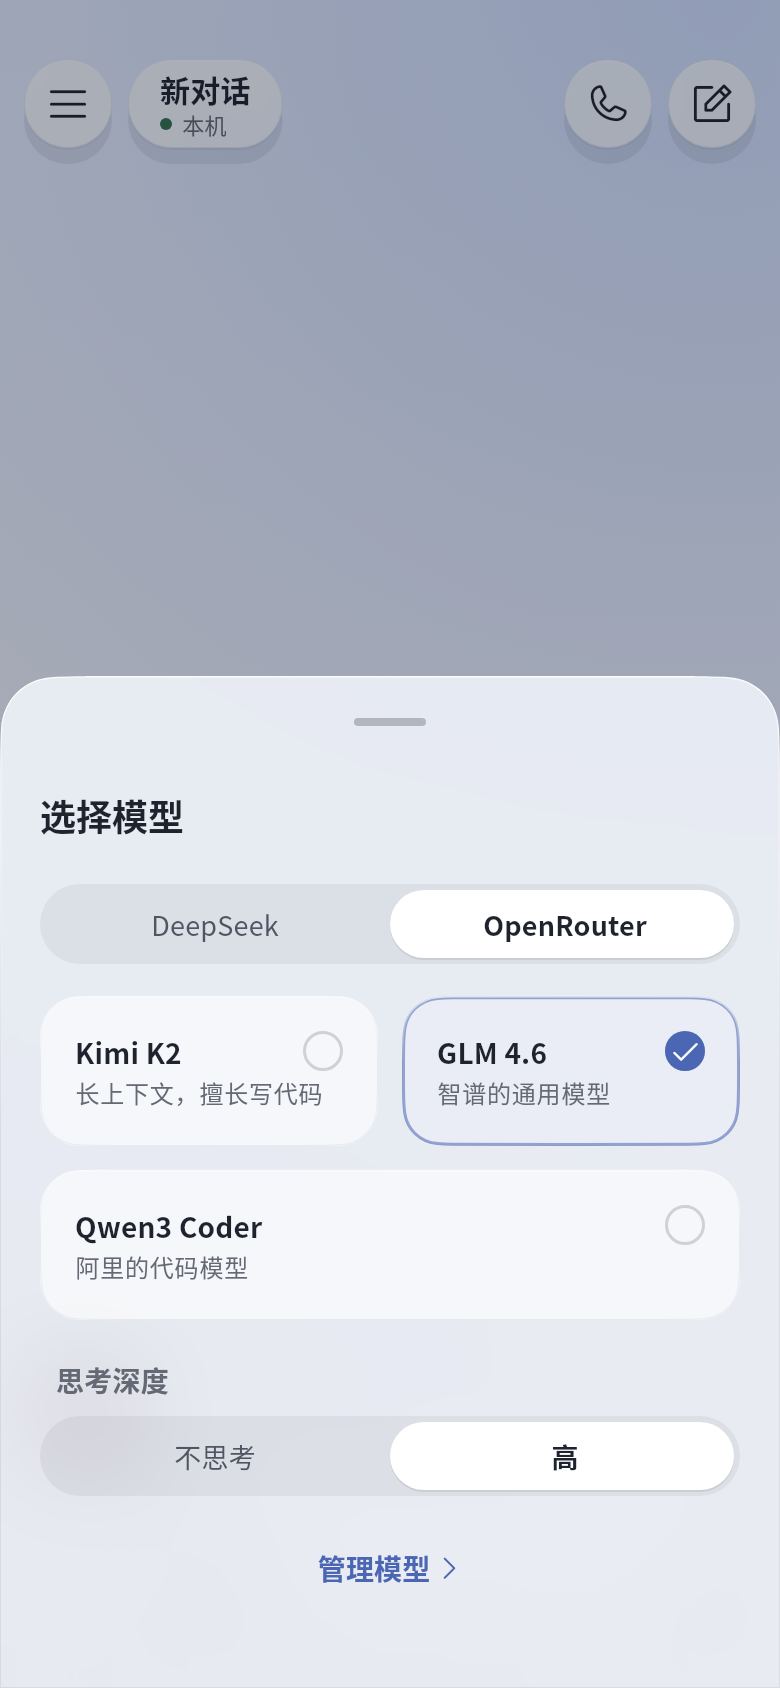 新对话
本机
选择模型
DeepSeek
OpenRouter
Kimi K2
长上下文，擅长写代码
GLM 4.6
智谱的通用模型
Qwen3 Coder
阿里的代码模型
思考深度
不思考
高
管理模型